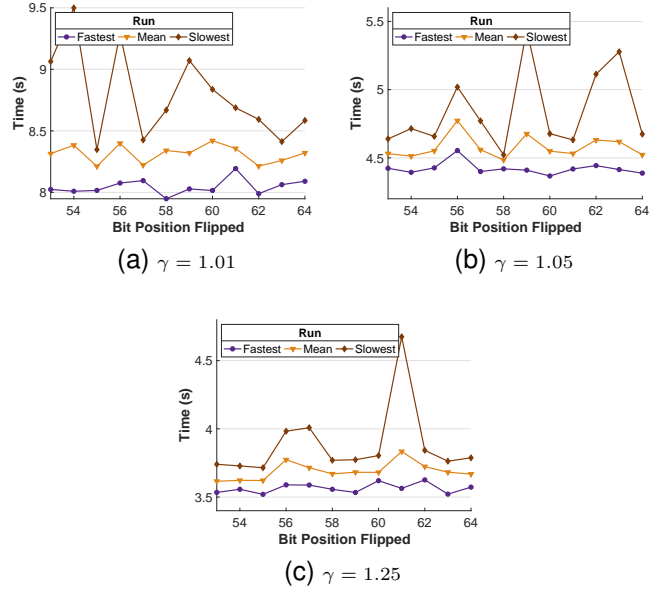 9.5
Run
Fastest Mean Slowest
9
8.5
8
Time (s)
54 56 58 60 62 64
Bit Position Flipped
(a) γ = 1.01
5.5
Run
Fastest Mean Slowest
5
4.5
Time (s)
54 56 58 60 62 64
Bit Position Flipped
(b) γ = 1.05
Run
Fastest Mean Slowest
4.5
4
3.5
Time (s)
54 56 58 60 62 64
Bit Position Flipped
(c) γ = 1.25